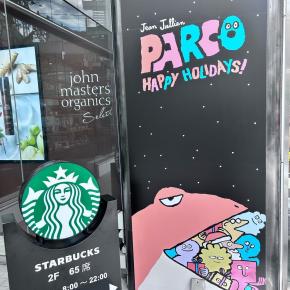 john
masters
organics
Select
Jean Jullien
PARCO
HAPPY HOLIDAYS!
STARBUCKS
2F 65席
8:00〜22:00